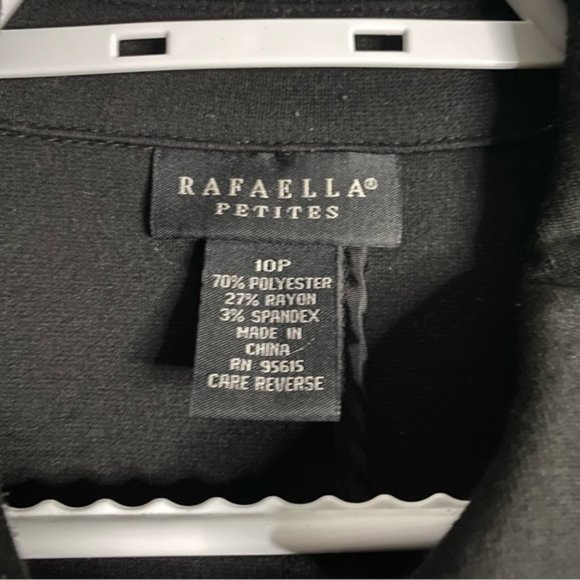 RAFAELLA®
PETITES
10P
70% POLYESTER
27% RAYON
3% SPANDEX
MADE IN
CHINA
RN 95615
CARE REVERSE